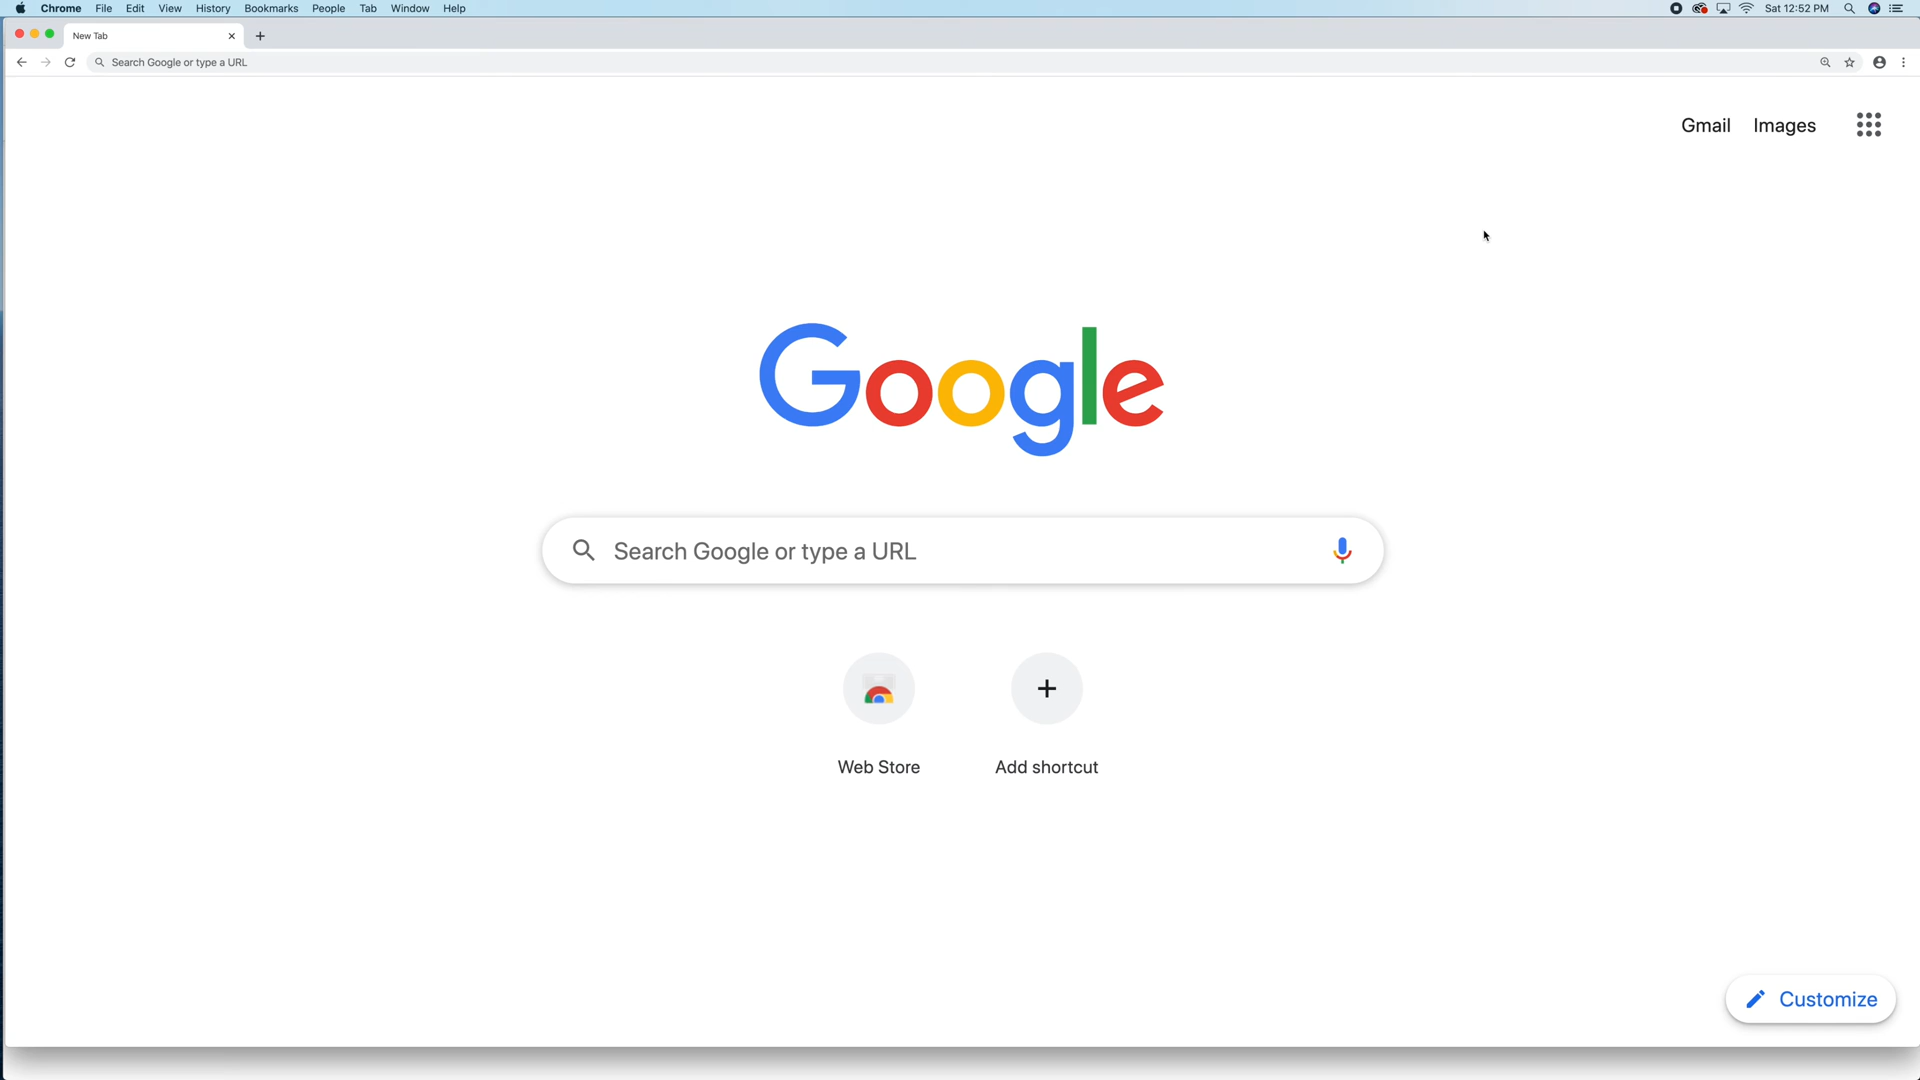 Chrome File Edit View History Bookmarks People Tab Window Help Sat 12:52 PM
New Tab
Search Google or type a URL
Gmail Images
Google
Search Google or type a URL
Web Store Add shortcut
Customize